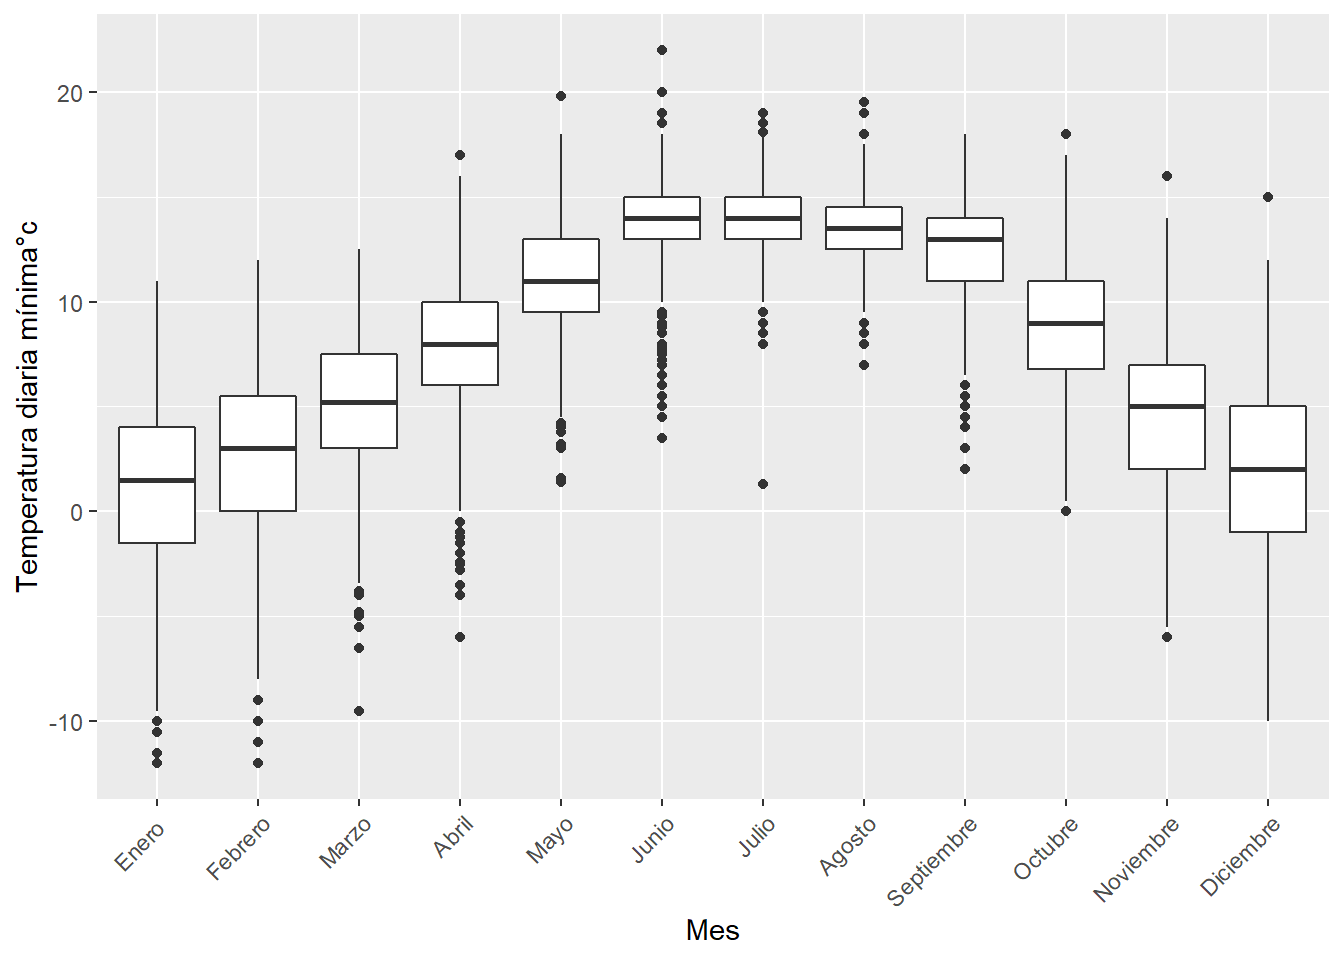 Temperatura diaria mínima°c
20
10
0
-10
Enero
Febrero
Marzo
Abril
Mayo
Junio
Julio
Agosto
Septiembre
Octubre
Noviembre
Diciembre
Mes